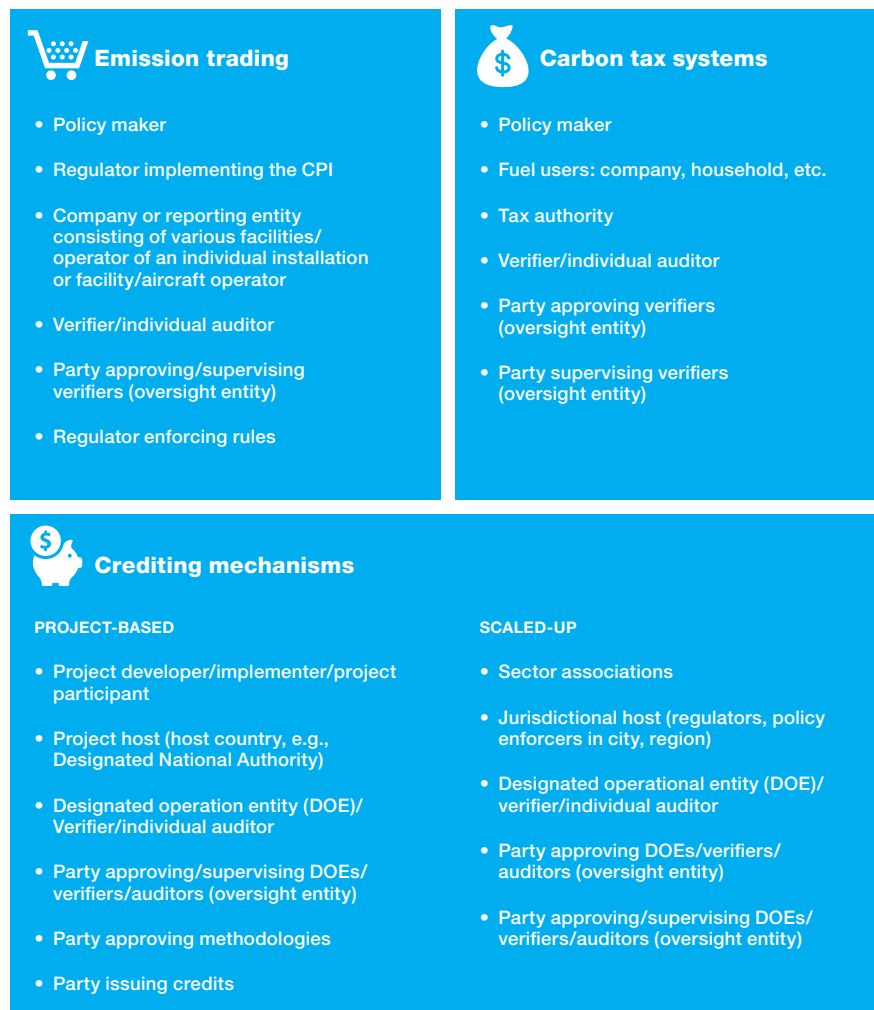 Emission trading
• Policy maker
• Regulator implementing the CPI
• Company or reporting entity
consisting of various facilities/
operator of an individual installation
or facility/aircraft operator
• Verifier/individual auditor
• Party approving/supervising
verifiers (oversight entity)
• Regulator enforcing rules
$
Carbon tax systems
• Policy maker
• Fuel users: company, household, etc.
• Tax authority
• Verifier/individual auditor
• Party approving verifiers
(oversight entity)
• Party supervising verifiers
(oversight entity)
$
Crediting mechanisms
PROJECT-BASED
• Project developer/implementer/project
participant
• Project host (host country, e.g.,
Designated National Authority)
• Designated operation entity (DOE)/
Verifier/individual auditor
• Party approving/supervising DOEs/
verifiers/auditors (oversight entity)
• Party approving methodologies
• Party issuing credits
SCALED-UP
• Sector associations
• Jurisdictional host (regulators, policy
enforcers in city, region)
• Designated operational entity (DOE)/
verifier/individual auditor
• Party approving DOEs/verifiers/
auditors (oversight entity)
• Party approving/supervising DOEs/
verifiers/auditors (oversight entity)